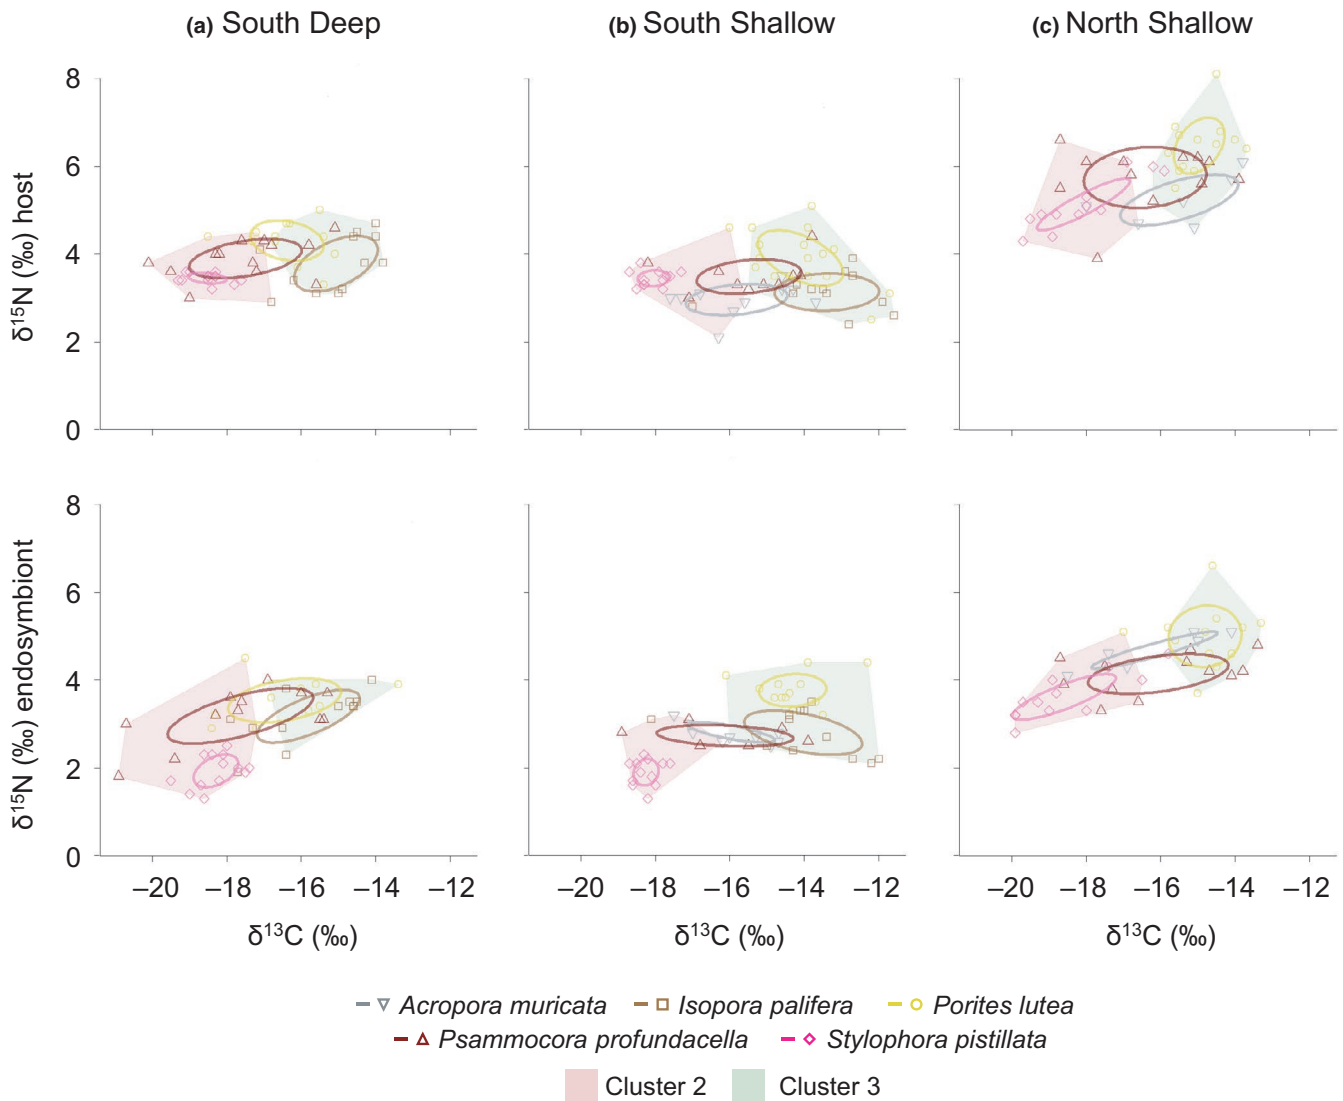 (a) South Deep
(b) South Shallow
(c) North Shallow
δ15N (‰) host
8
6
4
2
0
–20 –18 –16 –14 –12
δ15N (‰) endosymbiont
8
6
4
2
0
–20 –18 –16 –14 –12
–20 –18 –16 –14 –12
δ13C (‰)
δ13C (‰)
δ13C (‰)
Acropora muricata
Isopora palifera
Porites lutea
Psammocora profundacella
Stylophora pistillata
Cluster 2
Cluster 3